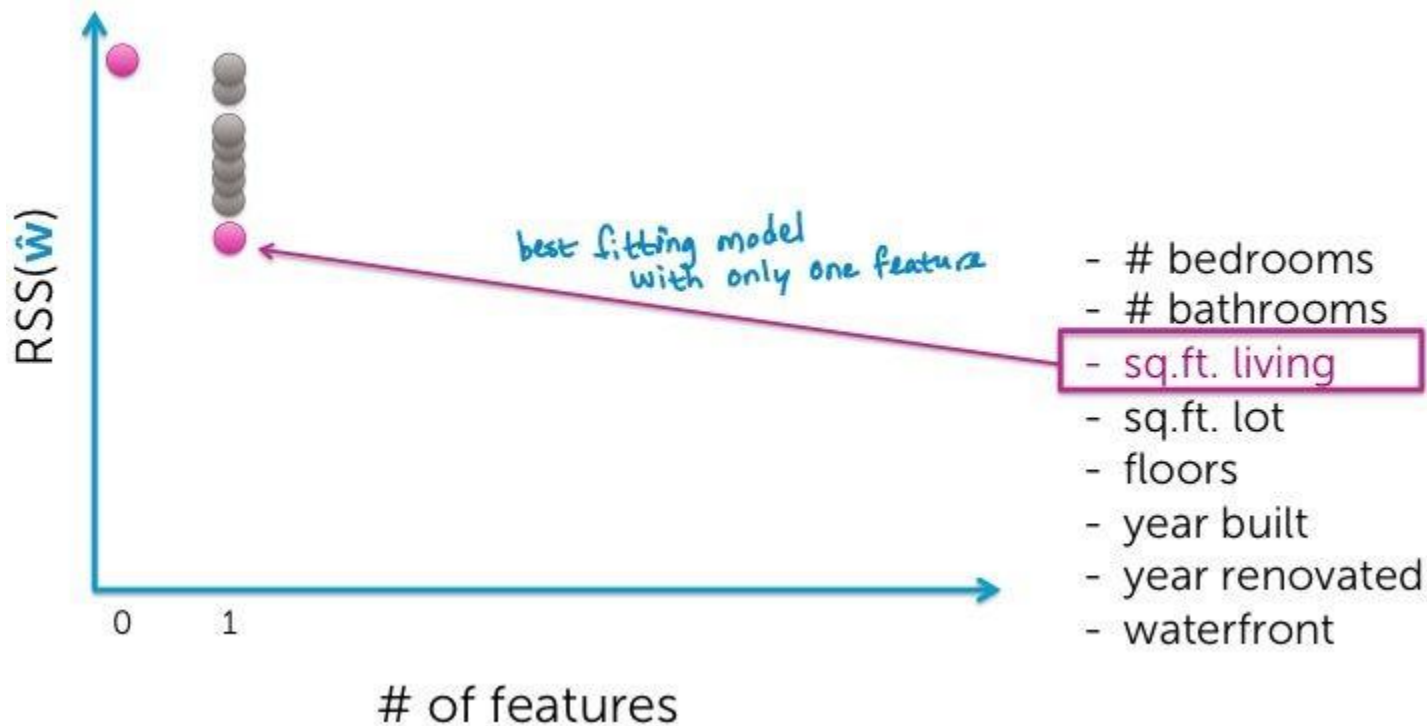 RSS(ŵ)
best fitting model
with only one feature
- # bedrooms
- # bathrooms
- sq.ft. living
- sq.ft. lot
- floors
- year built
- year renovated
- waterfront
0 1
# of features